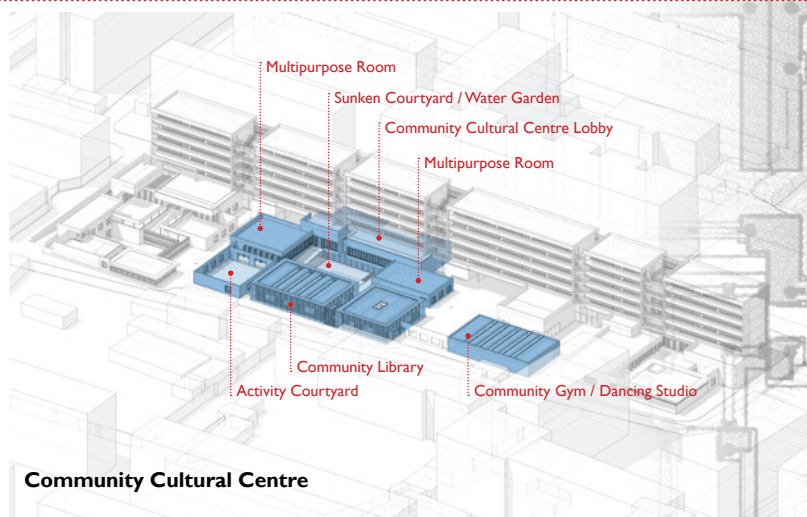 Multipurpose Room
Sunken Courtyard / Water Garden
Community Cultural Centre Lobby
Multipurpose Room
Community Library
Activity Courtyard
Community Gym / Dancing Studio
Community Cultural Centre